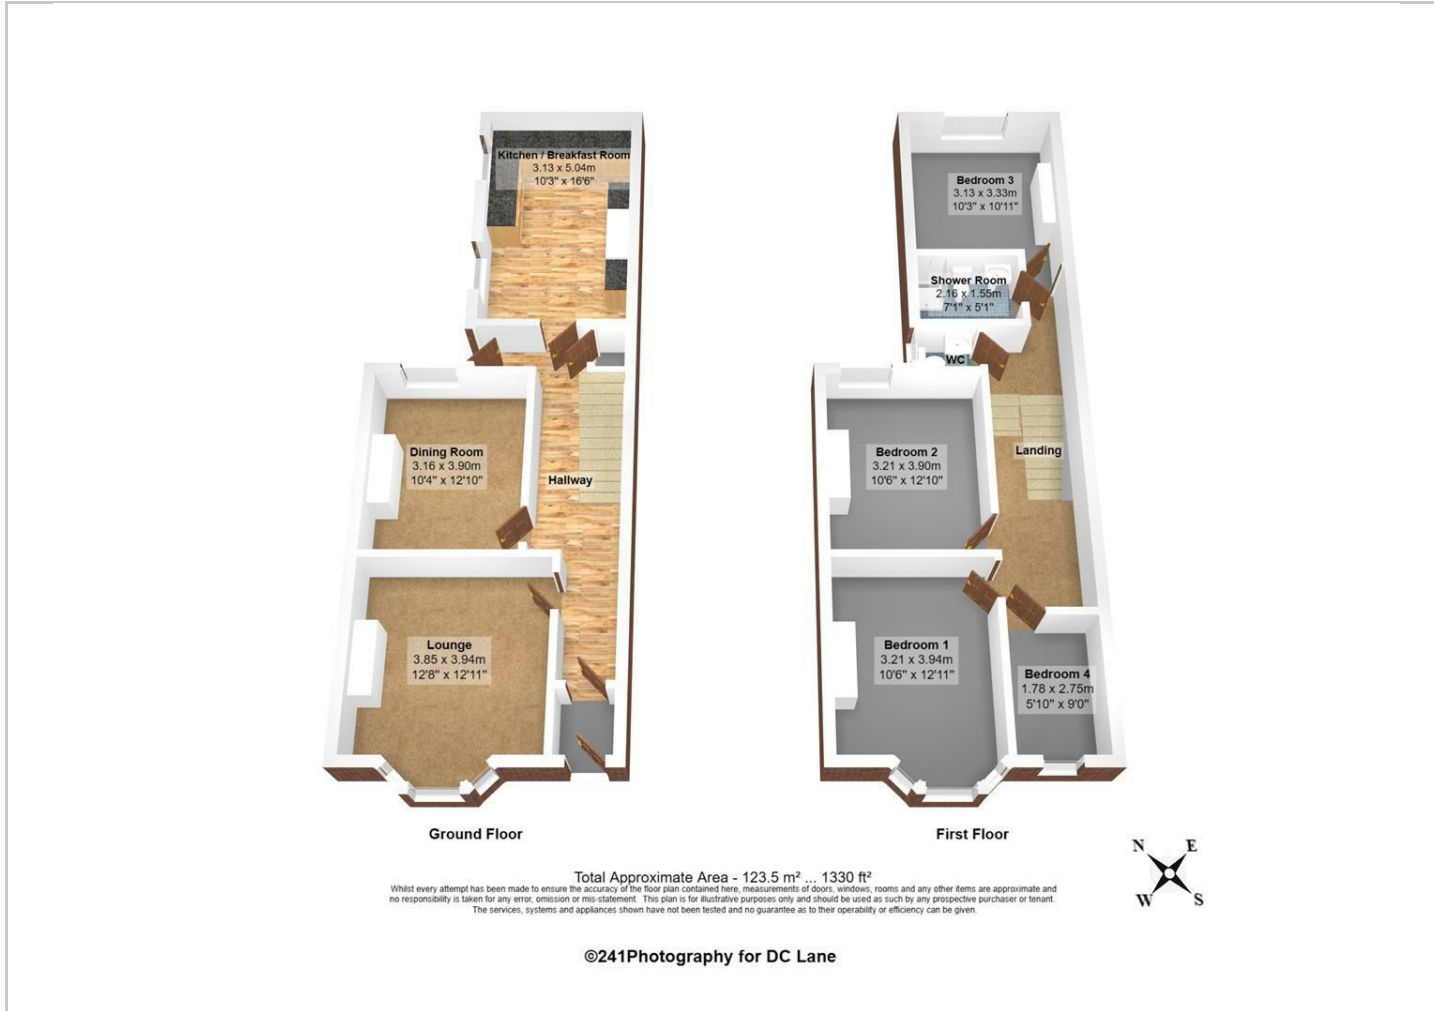 Kitchen / Breakfast Room
3.13 x 5.04m
10'3" x 16'6"
Dining Room
3.16 x 3.90m
10'4" x 12'10"
Hallway
Lounge
3.85 x 3.94m
12'8" x 12'11"
Ground Floor
Bedroom 3
3.13 x 3.33m
10'3" x 10'11"
Shower Room
2.16 x 1.55m
7'1" x 5'1"
WC
Bedroom 2
3.21 x 3.90m
10'6" x 12'10"
Landing
Bedroom 1
3.21 x 3.94m
10'6" x 12'11"
Bedroom 4
1.78 x 2.75m
5'10" x 9'0"
First Floor
N E
W S
Total Approximate Area - 123.5 m² ... 1330 ft²
Whilst every attempt has been made to ensure the accuracy of the floor plan contained here, measurements of doors, windows, rooms and any other items are approximate and
no responsibility is taken for any error, omission or mis-statement. This plan is for illustrative purposes only and should be used as such by any prospective purchaser or tenant.
The services, systems and appliances shown have not been tested and no guarantee as to their operability or efficiency can be given.
©241Photography for DC Lane